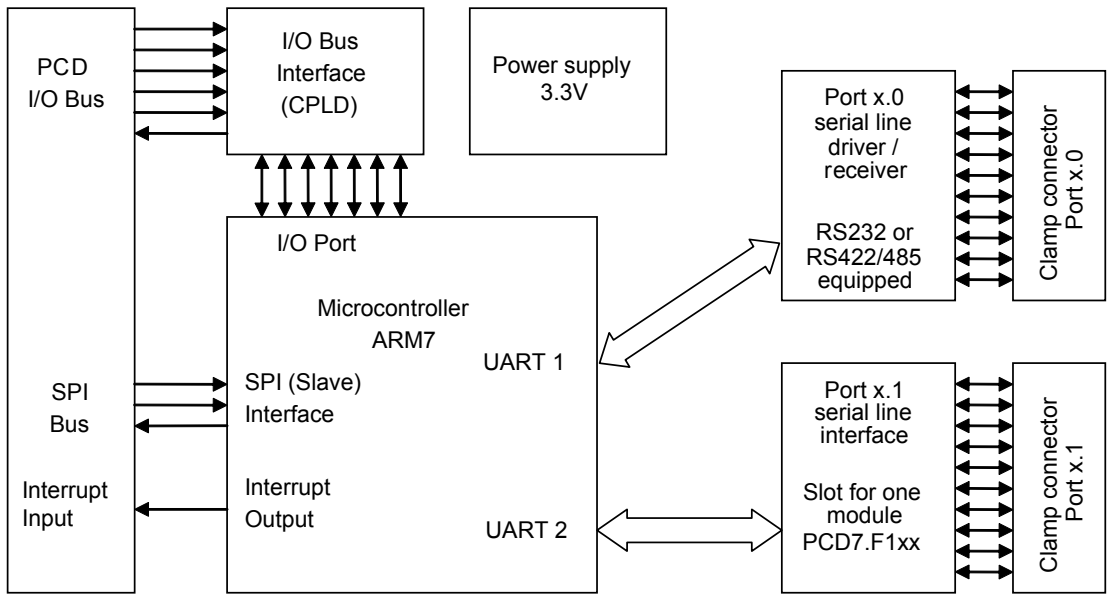 PCD
I/O Bus
SPI
Bus
Interrupt
Input
I/O Bus
Interface
(CPLD)
Power supply
3.3V
I/O Port
Microcontroller
ARM7
UART 1
SPI (Slave)
Interface
Interrupt
Output
UART 2
Port x.0
serial line
driver /
receiver
RS232 or
RS422/485
equipped
Clamp connector
Port x.0
Port x.1
serial line
interface
Slot for one
module
PCD7.F1xx
Clamp connector
Port x.1